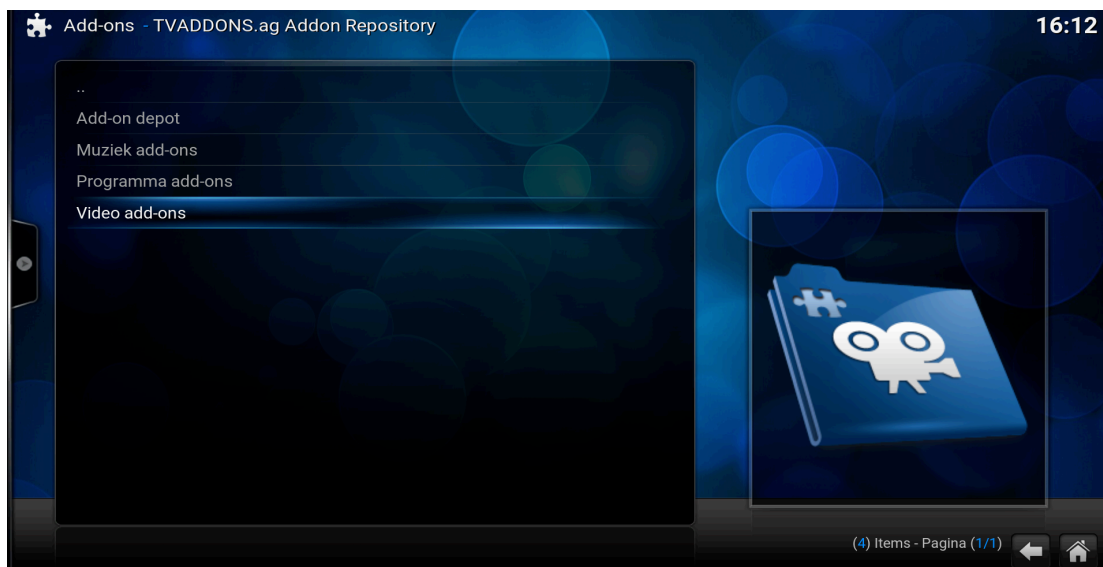 Add-ons - TVADDONS.ag Addon Repository
16:12
..
Add-on depot
Muziek add-ons
Programma add-ons
Video add-ons
(4) Items - Pagina (1/1)